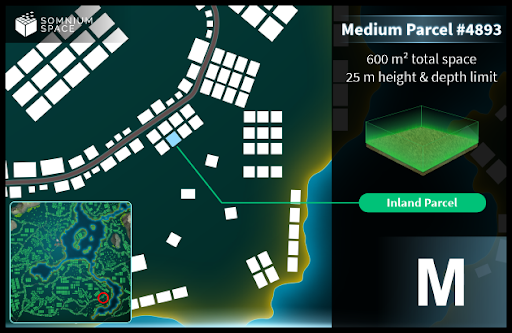 SOMNIUM
SPACE
Medium Parcel #4893
600 m² total space
25 m height & depth limit
Inland Parcel
M